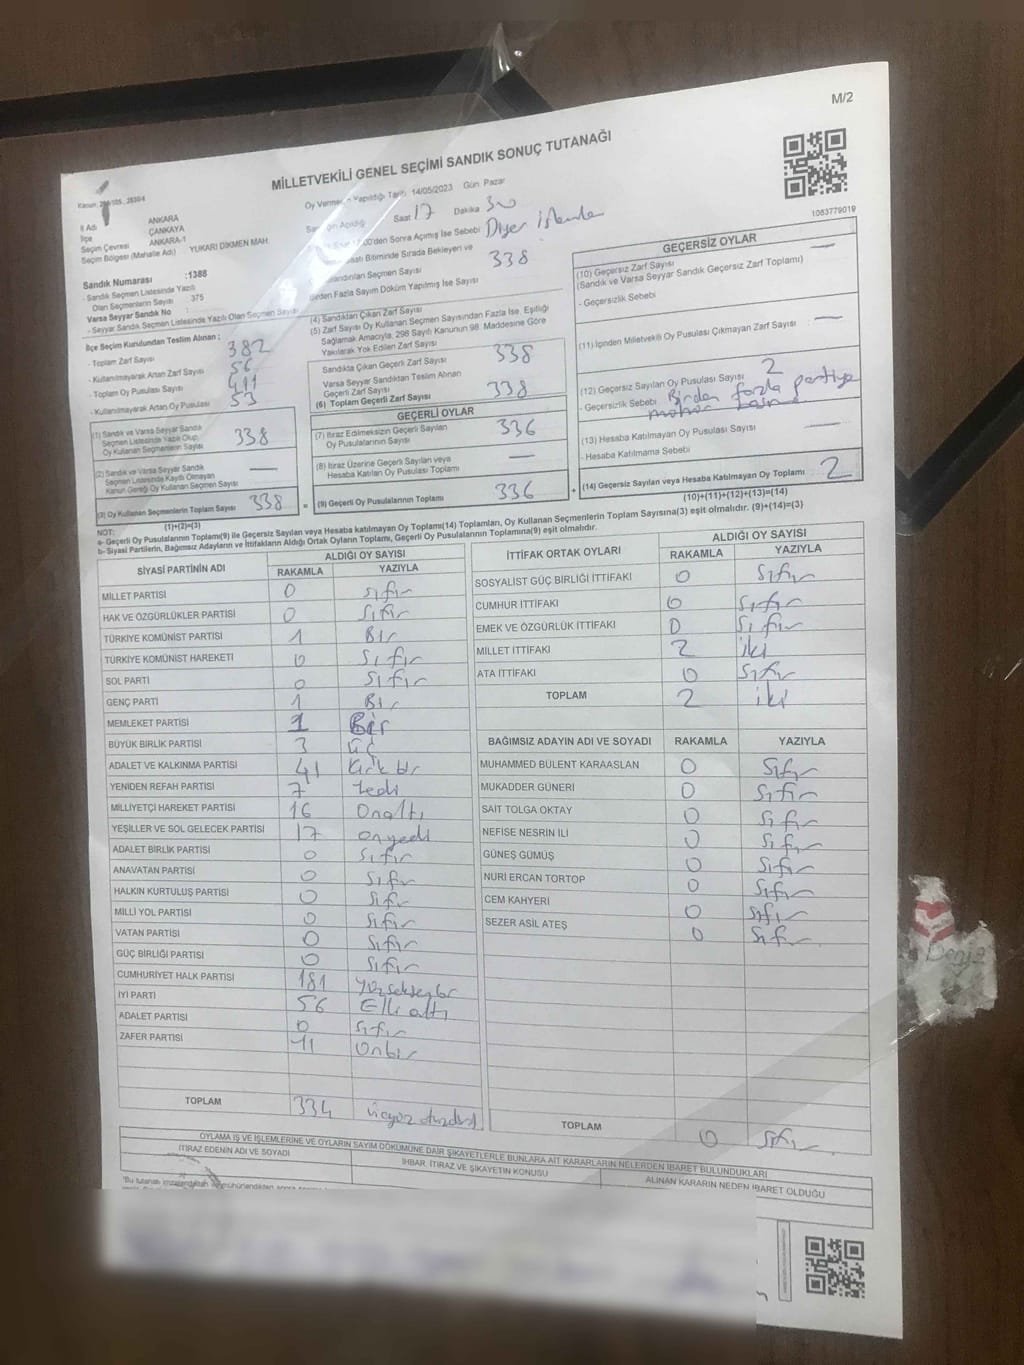 M/2
MİLLETVEKİLİ GENEL SEÇİMİ SANDIK SONUÇ TUTANAĞI
Oy Vermenin Yapıldığı Tarih 14/05/2023 Gün Pazar
1083779019
İl Adı ANKARA
İlçe ÇANKAYA
Seçim Çevresi ANKARA-1
Seçim Bölgesi (Mahalle Adı) YUKARI DİKMEN MAH
Saat 17 Dakika 30
00'den Sonra Açılmış İse Sebebi Diğer işlemler
Bitiminde Sırada Bekleyen ve
Seçmen Sayısı 338
Birden Fazla Sayım Döküm Yapılmış İse Sayısı
Sandık Numarası :1388
- Sandık Seçmen Listesinde Yazılı
Olan Seçmenlerin Sayısı 375
Varsa Seyyar Sandık No :
- Seyyar Sandık Seçmen Listesinde Yazılı Olan Seçmen Sayısı
İlçe Seçim Kurulundan Teslim Alınan :
- Toplam Zarf Sayısı 382
- Kullanılmayarak Artan Zarf Sayısı 56
- Toplam Oy Pusulası Sayısı 411
- Kullanılmayarak Artan Oy Pusulası 53
(1) Sandık ve Varsa Seyyar Sandık
Seçmen Listesinde Yazılı Olup
Oy Kullanan Seçmenlerin Sayısı 338
(2) Sandık ve Varsa Seyyar Sandık
Seçmen Listesinde Kayıtlı Olmayan
Kanun Gereği Oy Kullanan Seçmen Sayısı —
(3) Oy Kullanan Seçmenlerin Toplam Sayısı 338
(1)+(2)=(3)
(4) Sandıktan Çıkan Zarf Sayısı
(5) Zarf Sayısı Oy Kullanan Seçmen Sayısından Fazla İse, Eşitliği
Sağlamak Amacıyla, 298 Sayılı Kanunun 98. Maddesine Göre
Yakılarak Yok Edilen Zarf Sayısı
Sandıkta Çıkan Geçerli Zarf Sayısı 338
Varsa Seyyar Sandıktan Teslim Alınan
Geçerli Zarf Sayısı
(6) Toplam Geçerli Zarf Sayısı 338
GEÇERLİ OYLAR
(7) İtiraz Edilmeksizin Geçerli Sayılan
Oy Pusulalarının Sayısı 336
(8) İtiraz Üzerine Geçerli Sayılan veya
Hesaba Katılan Oy Pusulası Toplamı —
= (9) Geçerli Oy Pusulalarının Toplamı 336 +
GEÇERSİZ OYLAR
(10) Geçersiz Zarf Sayısı —
(Sandık ve Varsa Seyyar Sandık Geçersiz Zarf Toplamı)
- Geçersizlik Sebebi
(11) İçinden Milletvekili Oy Pusulası Çıkmayan Zarf Sayısı —
(12) Geçersiz Sayılan Oy Pusulası Sayısı 2
- Geçersizlik Sebebi Birden fazla partiye
mühür
(13) Hesaba Katılmayan Oy Pusulası Sayısı —
- Hesaba Katılmama Sebebi
(14) Geçersiz Sayılan veya Hesaba Katılmayan Oy Toplamı 2
(10)+(11)+(12)+(13)=(14)
NOT:
a- Geçerli Oy Pusulalarının Toplamı(9) ile Geçersiz Sayılan veya Hesaba katılmayan Oy Toplamı(14) Toplamları, Oy Kullanan Seçmenlerin Toplam Sayısına(3) eşit olmalıdır. (9)+(14)=(3)
b- Siyasi Partilerin, Bağımsız Adayların ve İttifakların Aldığı Ortak Oyların Toplamı, Geçerli Oy Pusulalarının Toplamına(9) eşit olmalıdır.
SİYASİ PARTİNİN ADI ALDIĞI OY SAYISI
RAKAMLA YAZIYLA
MİLLET PARTİSİ 0 sıfır
HAK VE ÖZGÜRLÜKLER PARTİSİ 0 sıfır
TÜRKİYE KOMÜNİST PARTİSİ 1 Bir
TÜRKİYE KOMÜNİST HAREKETİ 0 sıfır
SOL PARTİ 0 sıfır
GENÇ PARTİ 1 Bir
MEMLEKET PARTİSİ 1 Bir
BÜYÜK BİRLİK PARTİSİ 3 üç
ADALET VE KALKINMA PARTİSİ 41 kırk bir
YENİDEN REFAH PARTİSİ 7 Yedi
MİLLİYETÇİ HAREKET PARTİSİ 16 Onaltı
YEŞİLLER VE SOL GELECEK PARTİSİ 17 onyedi
ADALET BİRLİK PARTİSİ 0 sıfır
ANAVATAN PARTİSİ 0 sıfır
HALKIN KURTULUŞ PARTİSİ 0 sıfır
MİLLİ YOL PARTİSİ 0 sıfır
VATAN PARTİSİ 0 sıfır
GÜÇ BİRLİĞİ PARTİSİ 0 sıfır
CUMHURİYET HALK PARTİSİ 181 yüzseksenbir
İYİ PARTİ 56 Elli altı
ADALET PARTİSİ 0 sıfır
ZAFER PARTİSİ 11 Onbir
TOPLAM 334
İTTİFAK ORTAK OYLARI ALDIĞI OY SAYISI
RAKAMLA YAZIYLA
SOSYALİST GÜÇ BİRLİĞİ İTTİFAKI 0 sıfır
CUMHUR İTTİFAKI 0 sıfır
EMEK VE ÖZGÜRLÜK İTTİFAKI 0 sıfır
MİLLET İTTİFAKI 2 iki
ATA İTTİFAKI 0 sıfır
TOPLAM 2 iki
BAĞIMSIZ ADAYIN ADI VE SOYADI RAKAMLA YAZIYLA
MUHAMMED BÜLENT KARAASLAN 0 sıfır
MUKADDER GÜNERİ 0 sıfır
SAİT TOLGA OKTAY 0 sıfır
NEFİSE NESRİN İLİ 0 sıfır
GÜNEŞ GÜMÜŞ 0 sıfır
NURİ ERCAN TORTOP 0 sıfır
CEM KAHYERİ 0 sıfır
SEZER ASİL ATEŞ 0 sıfır
TOPLAM 0 sıfır
OYLAMA İŞ VE İŞLEMLERİNE VE OYLARIN SAYIM DÖKÜMÜNE DAİR ŞİKAYETLERLE BUNLARA AİT KARARLARIN NELERDEN İBARET BULUNDUKLARI
İTİRAZ EDENİN ADI VE SOYADI İHBAR, İTİRAZ VE ŞİKAYETİN KONUSU ALINAN KARARIN NEDEN İBARET OLDUĞU